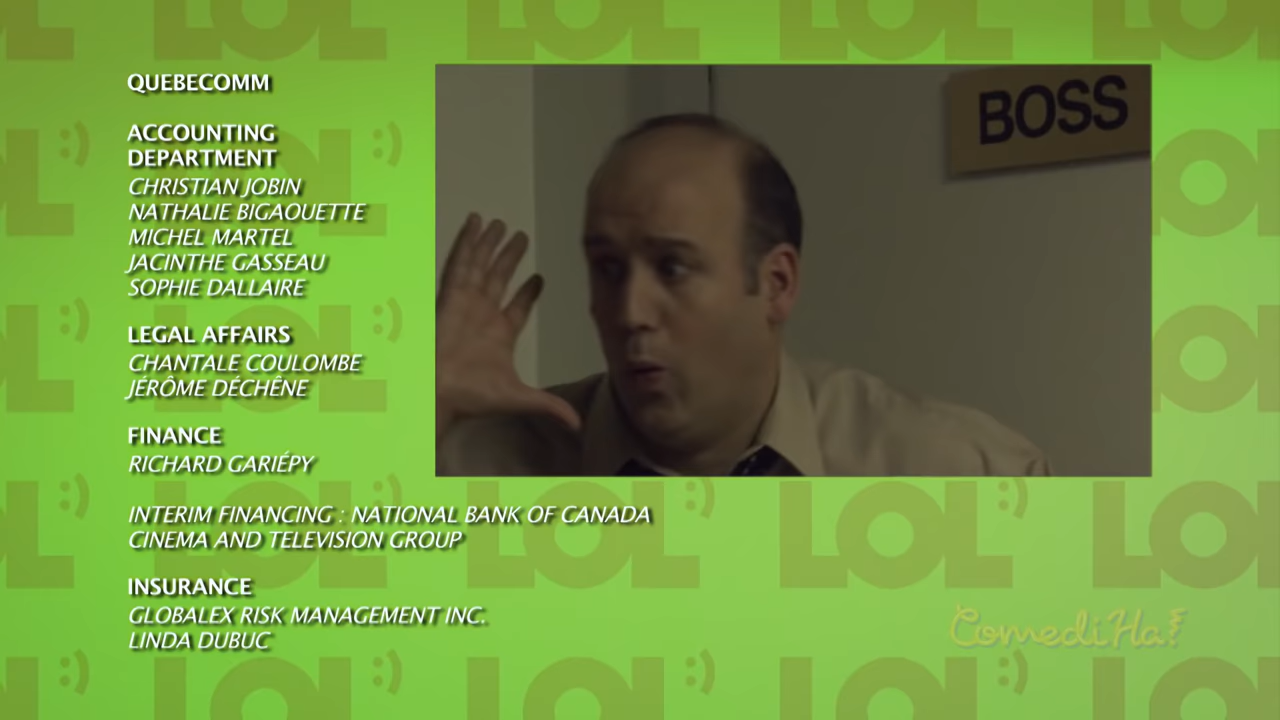 QUEBECOMM
ACCOUNTING
DEPARTMENT
CHRISTIAN JOBIN
NATHALIE BIGAOUETTE
MICHEL MARTEL
JACINTHE GASSEAU
SOPHIE DALLAIRE
LEGAL AFFAIRS
CHANTALE COULOMBE
JÉRÔME DÉCHÊNE
FINANCE
RICHARD GARIÉPY
INTERIM FINANCING : NATIONAL BANK OF CANADA
CINEMA AND TELEVISION GROUP
INSURANCE
GLOBALEX RISK MANAGEMENT INC.
LINDA DUBUC
BOSS
LOL:)
ComediHa!